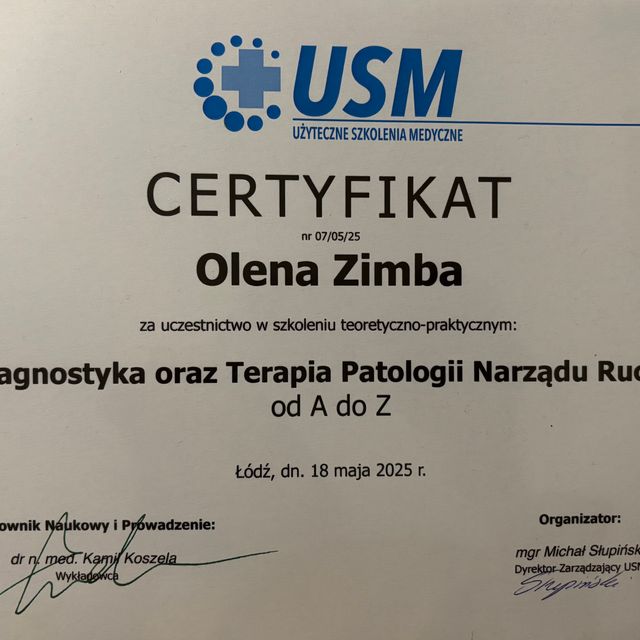 USM
UŻYTECZNE SZKOLENIA MEDYCZNE
CERTYFIKAT
nr 07/05/25
Olena Zimba
za uczestnictwo w szkoleniu teoretyczno-praktycznym:
agnostyka oraz Terapia Patologii Narządu Ruc
od A do Z
Łódź, dn. 18 maja 2025 r.
ownik Naukowy i Prowadzenie:
dr n. med. Kamil Koszela
Wykładowca
Organizator:
mgr Michał Słupińsk
Dyrektor Zarządzający USM
Słupiński